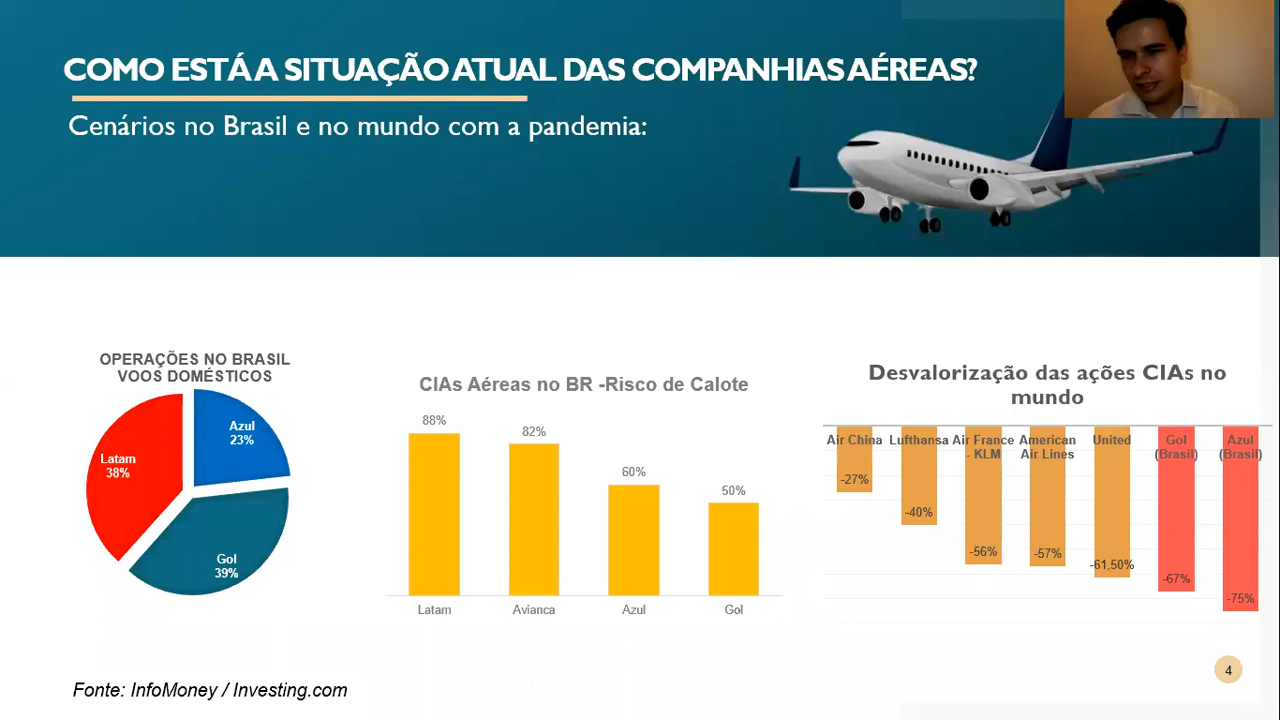 COMO ESTÁ A SITUAÇÃO ATUAL DAS COMPANHIAS AÉREAS?
Cenários no Brasil e no mundo com a pandemia:
OPERAÇÕES NO BRASIL
VOOS DOMÉSTICOS
Azul
23%
Latam
38%
Gol
39%
CIAs Aéreas no BR -Risco de Calote
88%
82%
60%
50%
Latam Avianca Azul Gol
Desvalorização das ações CIAs no
mundo
Air China Lufthansa Air France American United Gol Azul
- KLM Air Lines (Brasil) (Brasil)
-27%
-40%
-56%
-57%
-61,50%
-67%
-75%
Fonte: InfoMoney / Investing.com
4